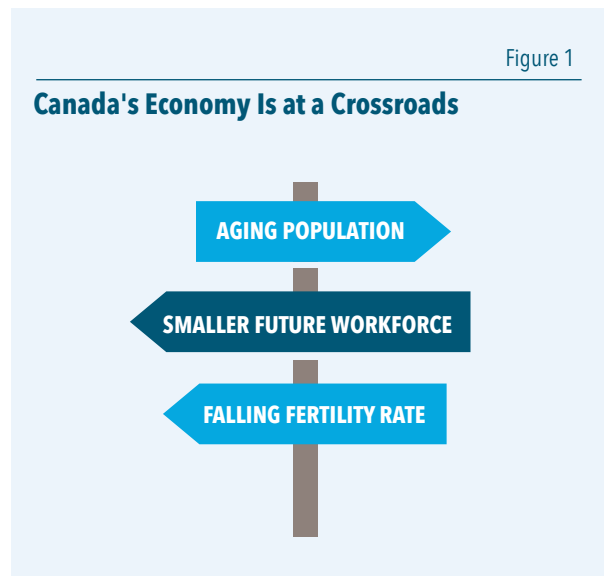 Figure 1
Canada's Economy Is at a Crossroads
AGING POPULATION
SMALLER FUTURE WORKFORCE
FALLING FERTILITY RATE